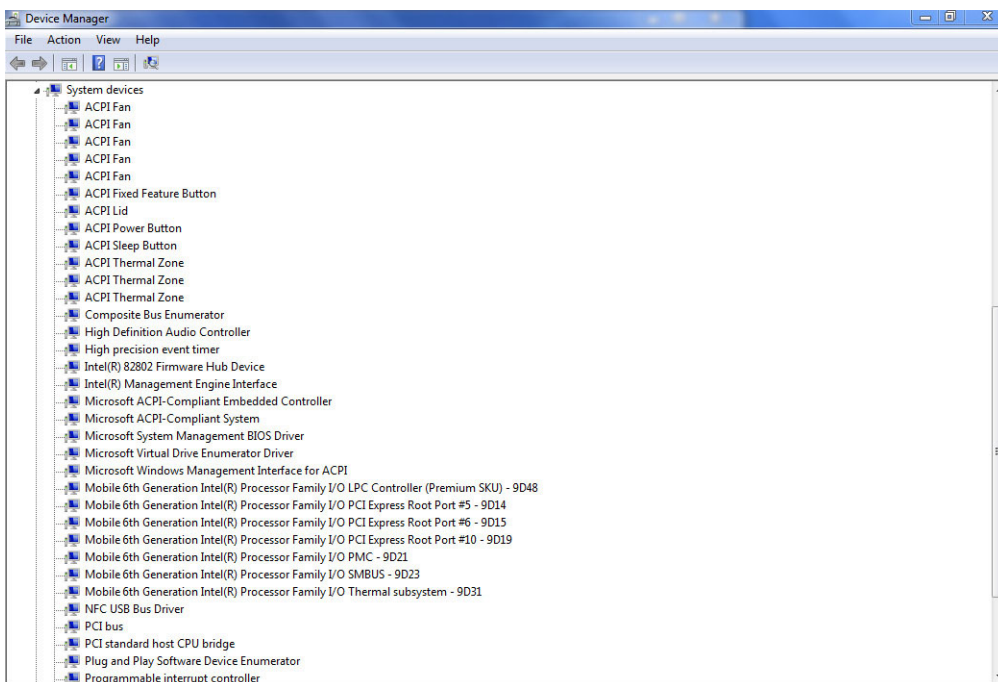 Device Manager
File Action View Help
System devices
ACPI Fan
ACPI Fan
ACPI Fan
ACPI Fan
ACPI Fan
ACPI Fixed Feature Button
ACPI Lid
ACPI Power Button
ACPI Sleep Button
ACPI Thermal Zone
ACPI Thermal Zone
ACPI Thermal Zone
Composite Bus Enumerator
High Definition Audio Controller
High precision event timer
Intel(R) 82802 Firmware Hub Device
Intel(R) Management Engine Interface
Microsoft ACPI-Compliant Embedded Controller
Microsoft ACPI-Compliant System
Microsoft System Management BIOS Driver
Microsoft Virtual Drive Enumerator Driver
Microsoft Windows Management Interface for ACPI
Mobile 6th Generation Intel(R) Processor Family I/O LPC Controller (Premium SKU) - 9D48
Mobile 6th Generation Intel(R) Processor Family I/O PCI Express Root Port #5 - 9D14
Mobile 6th Generation Intel(R) Processor Family I/O PCI Express Root Port #6 - 9D15
Mobile 6th Generation Intel(R) Processor Family I/O PCI Express Root Port #10 - 9D19
Mobile 6th Generation Intel(R) Processor Family I/O PMC - 9D21
Mobile 6th Generation Intel(R) Processor Family I/O SMBUS - 9D23
Mobile 6th Generation Intel(R) Processor Family I/O Thermal subsystem - 9D31
NFC USB Bus Driver
PCI bus
PCI standard host CPU bridge
Plug and Play Software Device Enumerator
Programmable interrupt controller